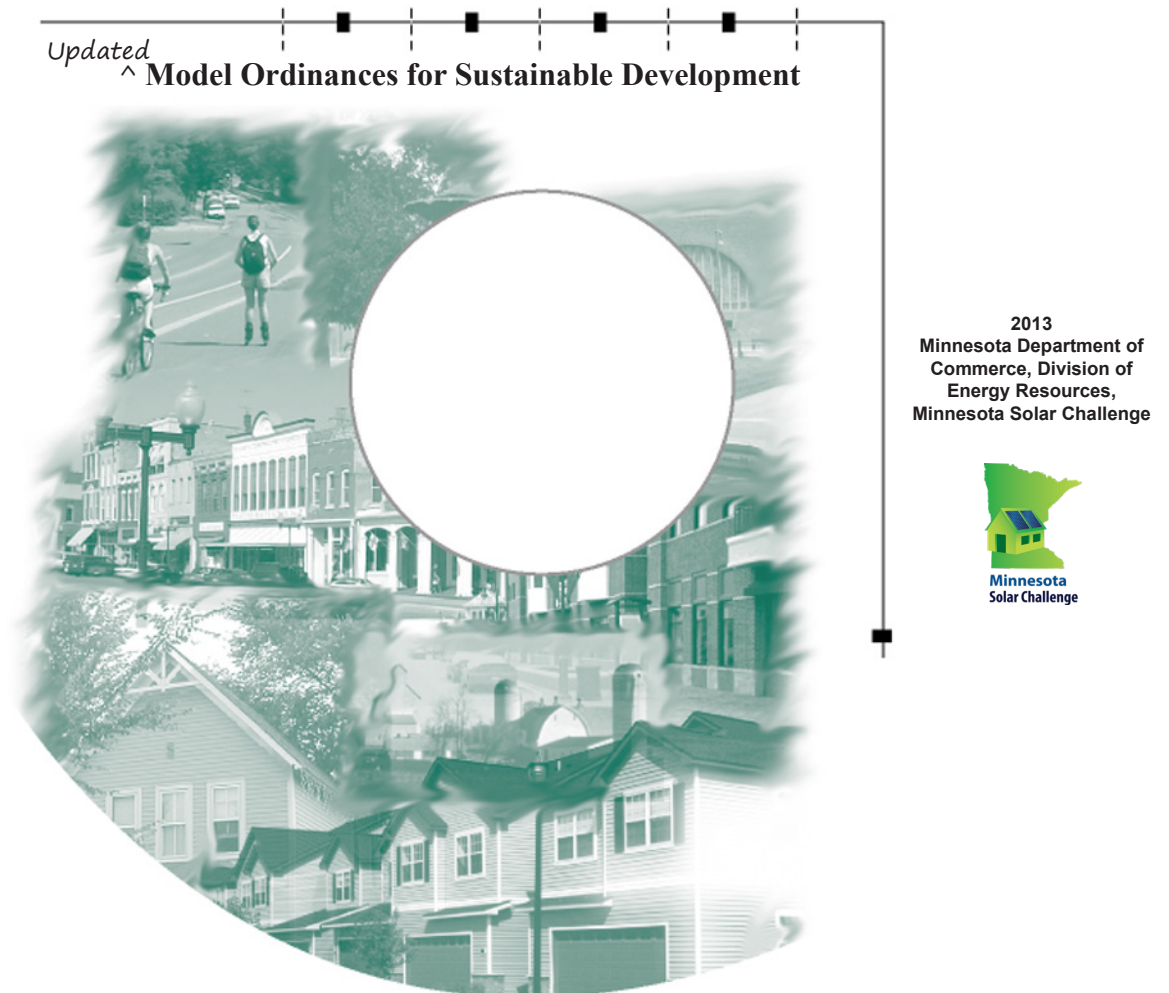 Updated
^ Model Ordinances for Sustainable Development
2013
Minnesota Department of
Commerce, Division of
Energy Resources,
Minnesota Solar Challenge
Minnesota
Solar Challenge